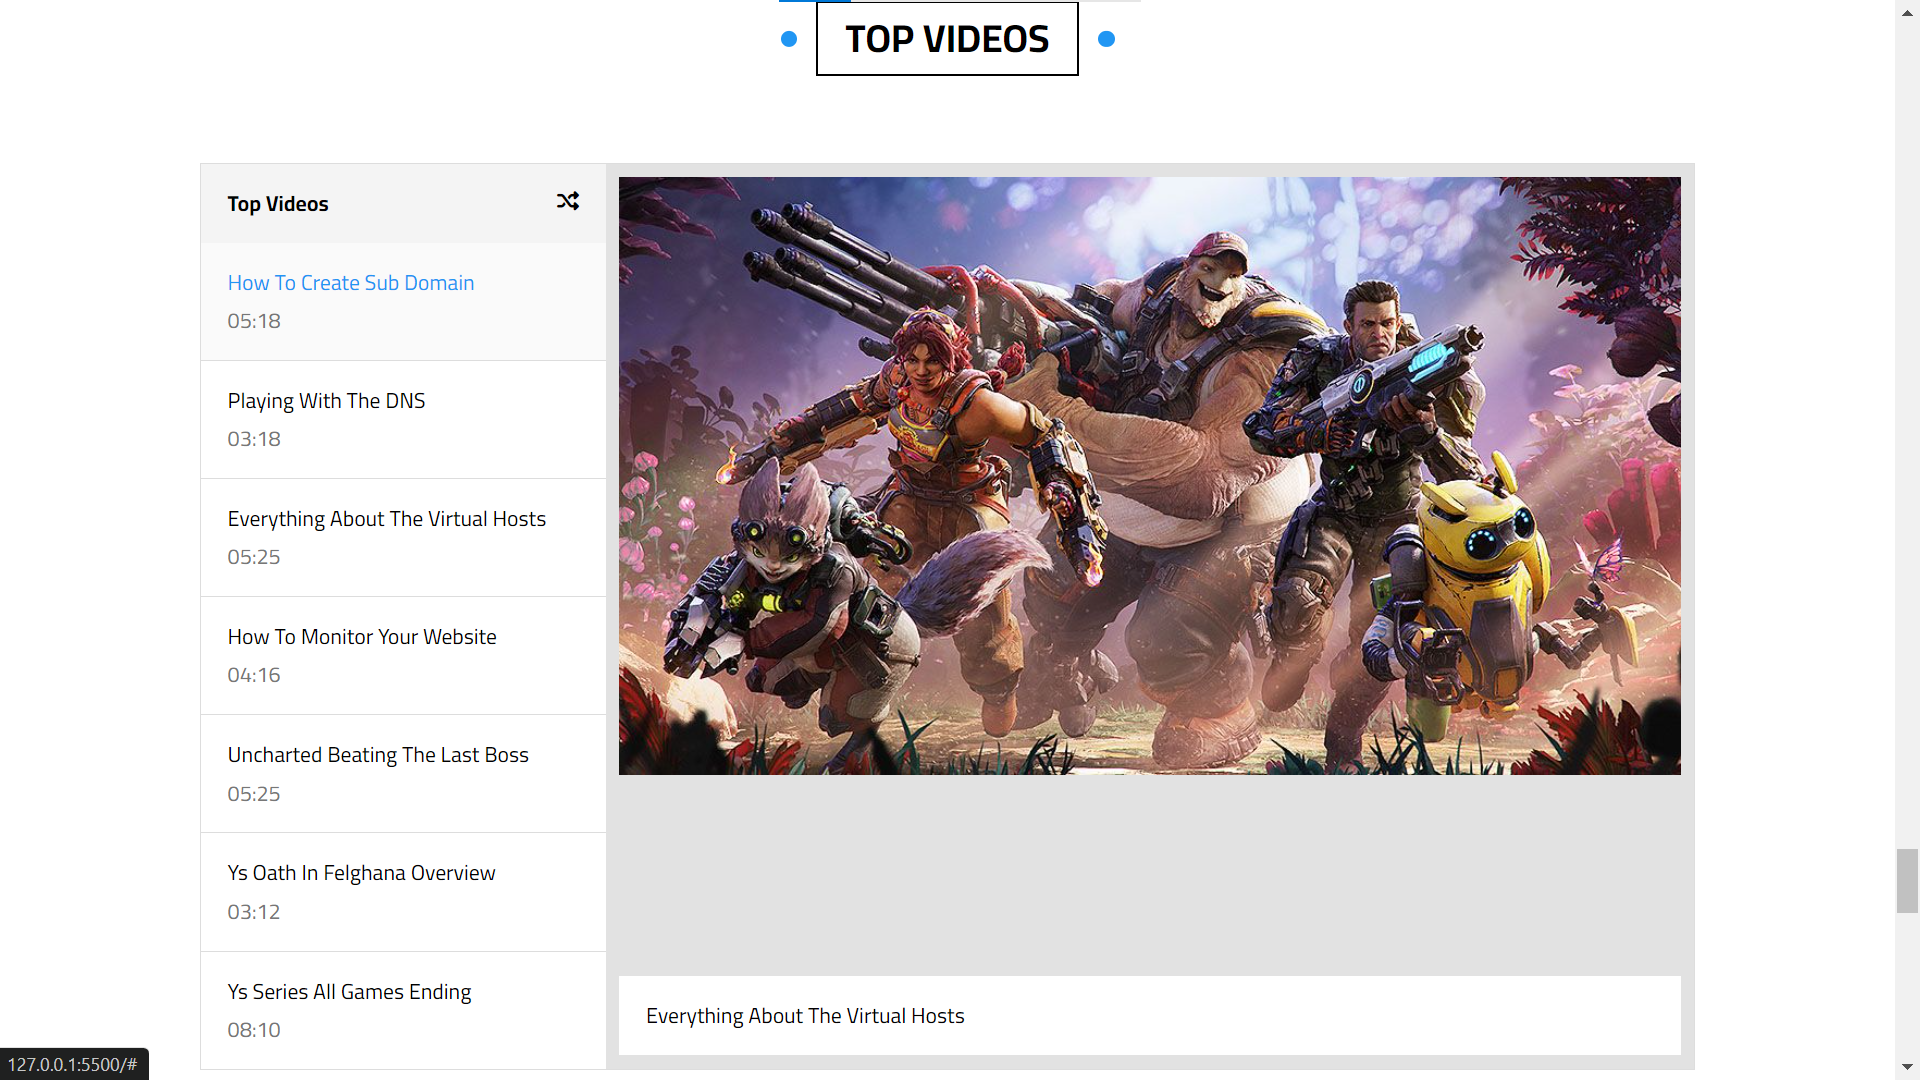 TOP VIDEOS
Top Videos
How To Create Sub Domain
05:18
Playing With The DNS
03:18
Everything About The Virtual Hosts
05:25
How To Monitor Your Website
04:16
Uncharted Beating The Last Boss
05:25
Ys Oath In Felghana Overview
03:12
Ys Series All Games Ending
08:10
Everything About The Virtual Hosts
127.0.0.1:5500/#